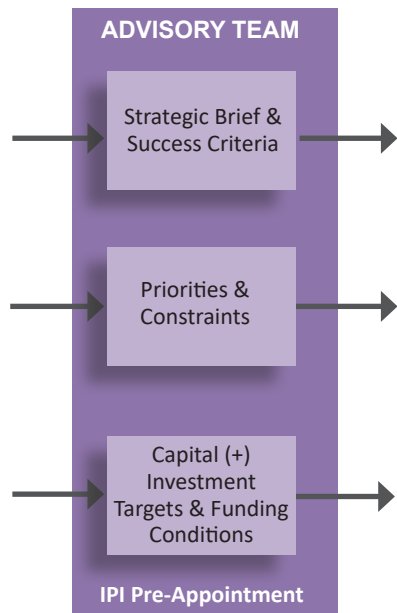 ADVISORY TEAM
Strategic Brief &
Success Criteria
Priorities &
Constraints
Capital (+)
Investment
Targets & Funding
Conditions
IPI Pre-Appointment